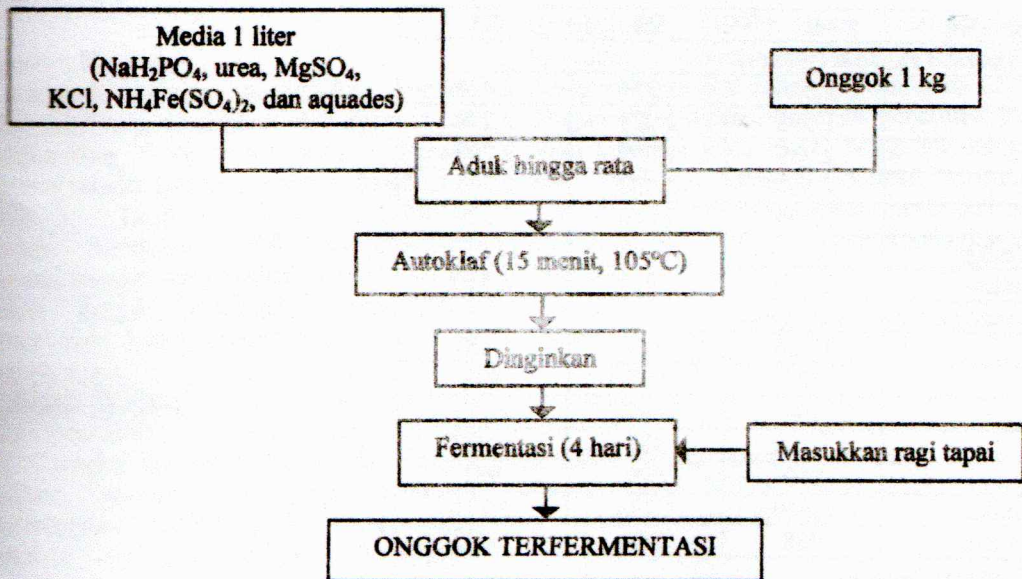 Media 1 liter
(NaH₂PO₄, urea, MgSO₄,
KCl, NH₄Fe(SO₄)₂, dan aquades)
Onggok 1 kg
Aduk hingga rata
Autoklaf (15 menit, 105°C)
Dinginkan
Fermentasi (4 hari)
Masukkan ragi tapai
ONGGOK TERFERMENTASI